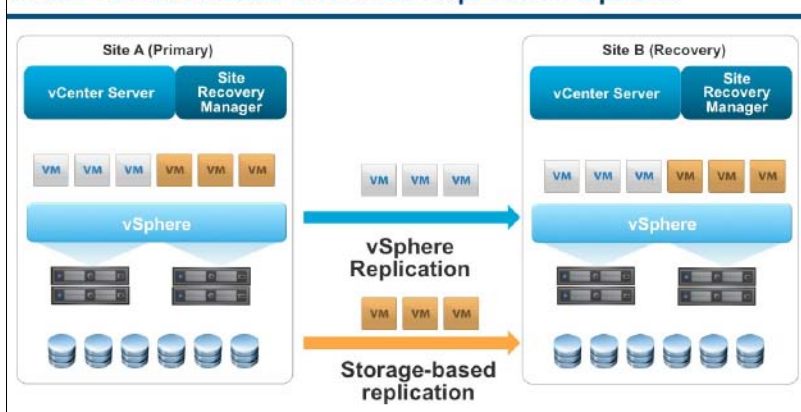 Site A (Primary)
Site B (Recovery)
vCenter Server
Site
Recovery
Manager
vCenter Server
Site
Recovery
Manager
VM VM VM VM VM VM
VM VM VM
VM VM VM VM VM VM
vSphere
vSphere
vSphere
Replication
VM VM VM
Storage-based
replication